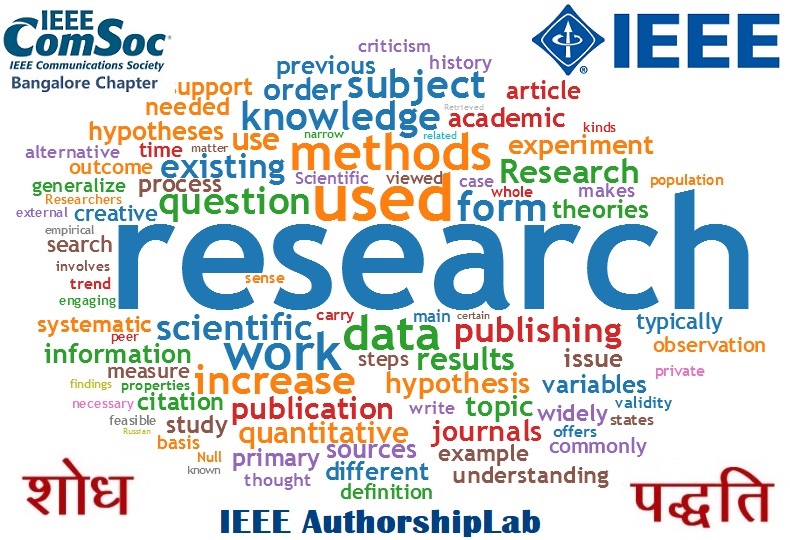 IEEE
ComSoc®
IEEE Communications Society
Bangalore Chapter
IEEE®
criticism
previous history
support order subject article
needed knowledge Retrieved academic
hypotheses use narrow related kinds
alternative time matter methods experiment
outcome existing Scientific viewed case Research
generalize process whole makes population
Researchers question used form theories
external creative
empirical
search research
involves
trend sense
engaging
systematic peer scientific carry data main certain publishing typically
information work steps results issue observation
measure increase hypothesis variables private
findings properties
necessary citation publication write topic widely validity
feasible study quantitative journals offers states
Russian basis sources example commonly
Null primary different understanding
known thought definition
शोध पद्धति
IEEE AuthorshipLab